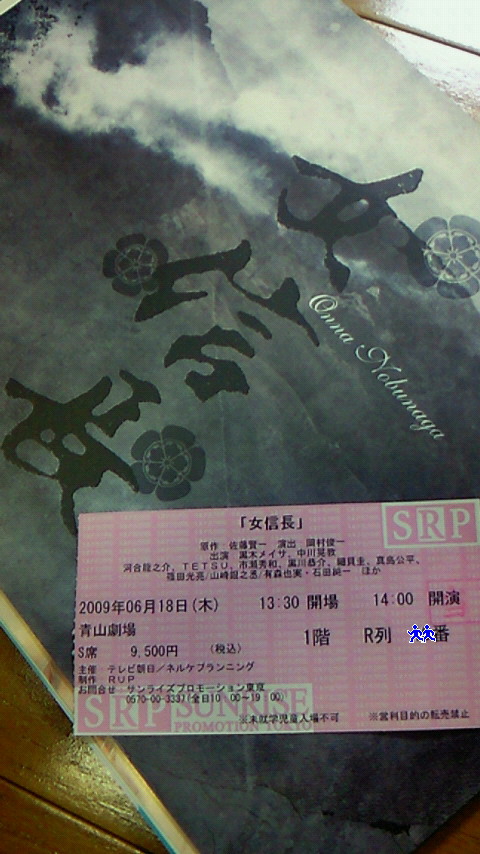 女信長
Onna Nobunaga
SRP
「女信長」
原作 佐藤賢一 演出 岡村俊一
出演 黒木メイサ、中川晃教
河合龍之介、TETSU、市瀬秀和、黒川恭介、織貝圭、真島公平、
篠田光亮/山崎銀之丞/有森也実・石田純一 ほか
2009年06月18日(木) 13:30 開場 14:00 開演
青山劇場
1階 R列 番
S席 9,500円 (税込)
主催 テレビ朝日/ネルケプランニング
制作 RUP
お問合せ サンライズプロモーション東京
0570-00-3337(全日10:00~19:00)
※未就学児童入場不可 ※営利目的の転売禁止
SRP SUNRISE
PROMOTION TOKYO